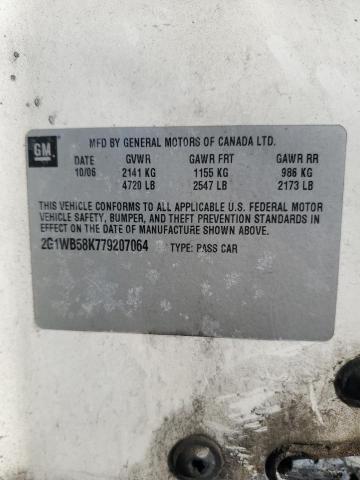 GM
MFD BY GENERAL MOTORS OF CANADA LTD.
DATE GVWR GAWR FRT GAWR RR
10/06 2141 KG 1155 KG 986 KG
4720 LB 2547 LB 2173 LB
THIS VEHICLE CONFORMS TO ALL APPLICABLE U.S. FEDERAL MOTOR
VEHICLE SAFETY, BUMPER, AND THEFT PREVENTION STANDARDS IN
EFFECT ON THE DATE OF MANUFACTURE SHOWN ABOVE.
2G1WB58K779207064 TYPE: PASS CAR